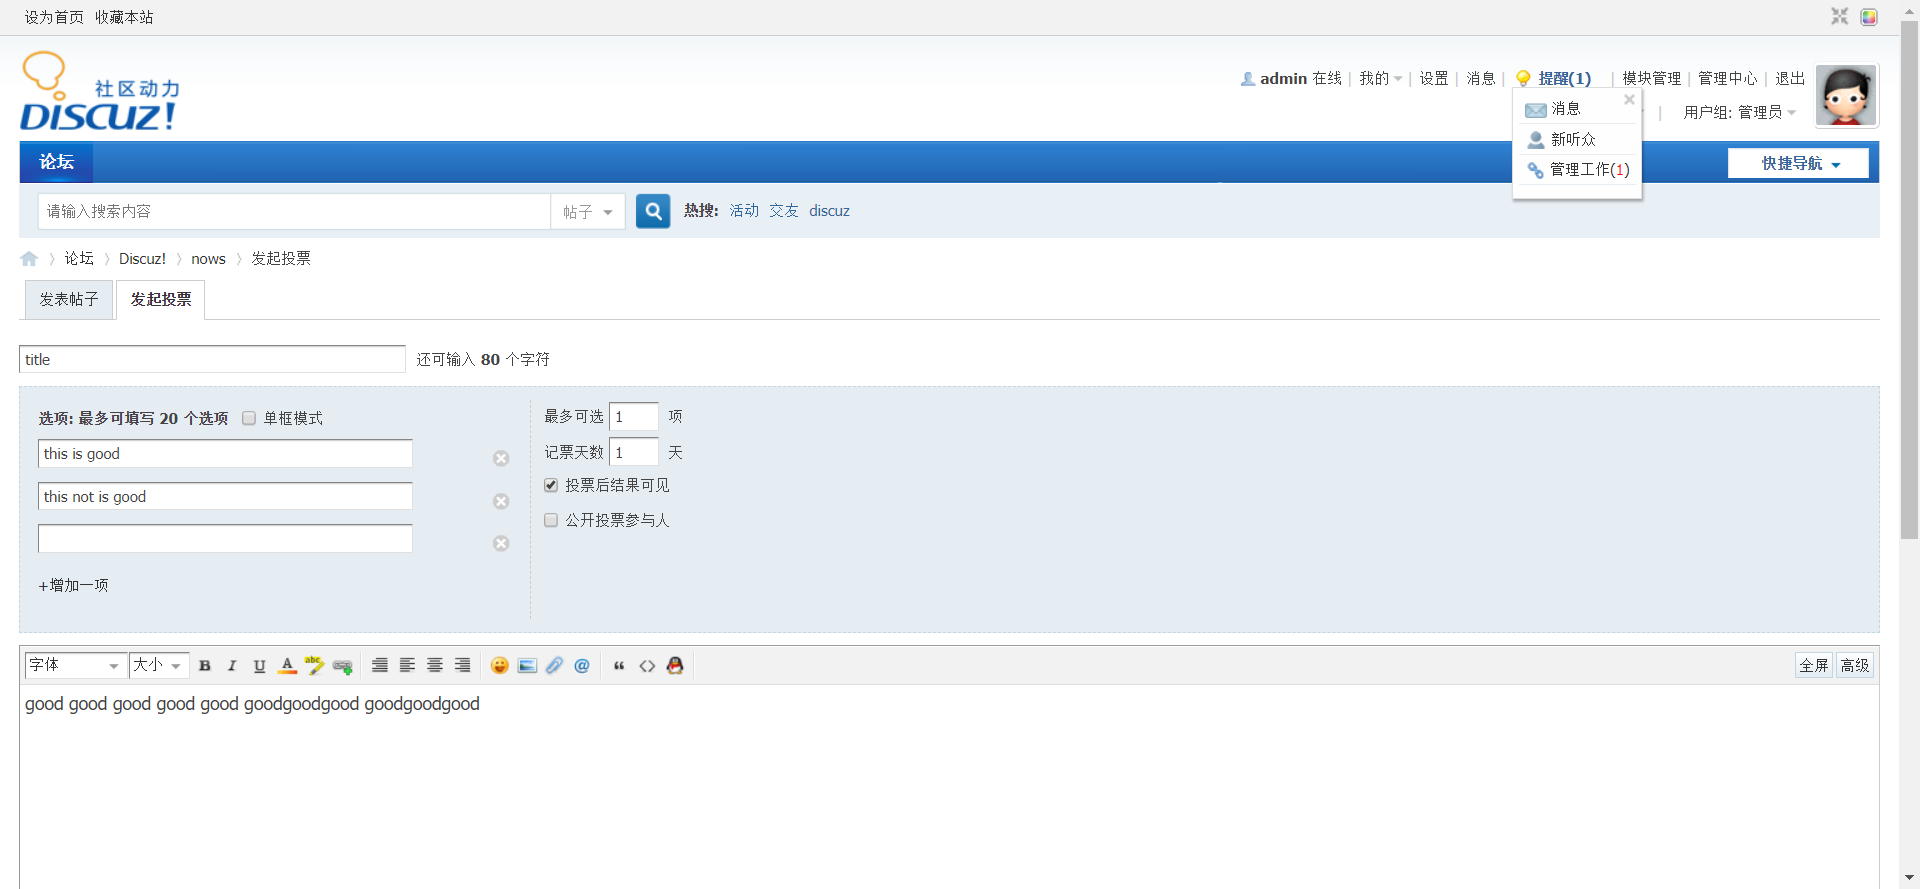 设为首页 收藏本站
社区动力
DISCUZ!
admin 在线 | 我的 | 设置 | 消息 | 提醒(1) | 模块管理 | 管理中心 | 退出
| 用户组: 管理员
消息
新听众
管理工作(1)
论坛
快捷导航
请输入搜索内容 帖子 热搜: 活动 交友 discuz
论坛 Discuz! nows 发起投票
发表帖子 发起投票
title 还可输入 80 个字符
选项: 最多可填写 20 个选项 单框模式
this is good
this not is good
+增加一项
最多可选 1 项
记票天数 1 天
投票后结果可见
公开投票参与人
字体 大小 B I U A abc 全屏 高级
good good good good good goodgoodgood goodgoodgood